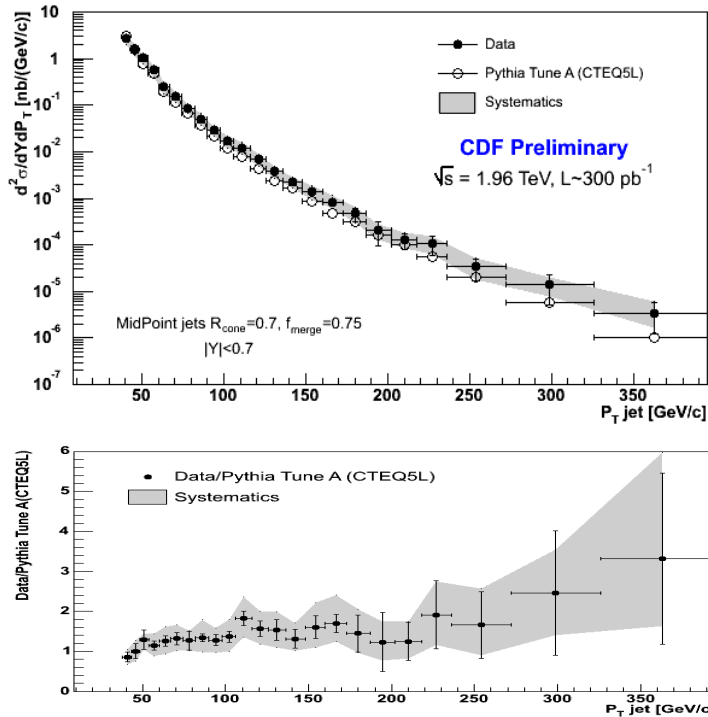 d²σ/dYdP_T [nb/(GeV/c)]
10
1
10⁻¹
10⁻²
10⁻³
10⁻⁴
10⁻⁵
10⁻⁶
10⁻⁷
Data
Pythia Tune A (CTEQ5L)
Systematics
CDF Preliminary
√s = 1.96 TeV, L~300 pb⁻¹
MidPoint jets R_cone=0.7, f_merge=0.75
|Y|<0.7
50 100 150 200 250 300 350
P_T jet [GeV/c]
Data/Pythia Tune A(CTEQ5L)
6
5
4
3
2
1
0
Data/Pythia Tune A (CTEQ5L)
Systematics
50 100 150 200 250 300 350
P_T jet [GeV/c]